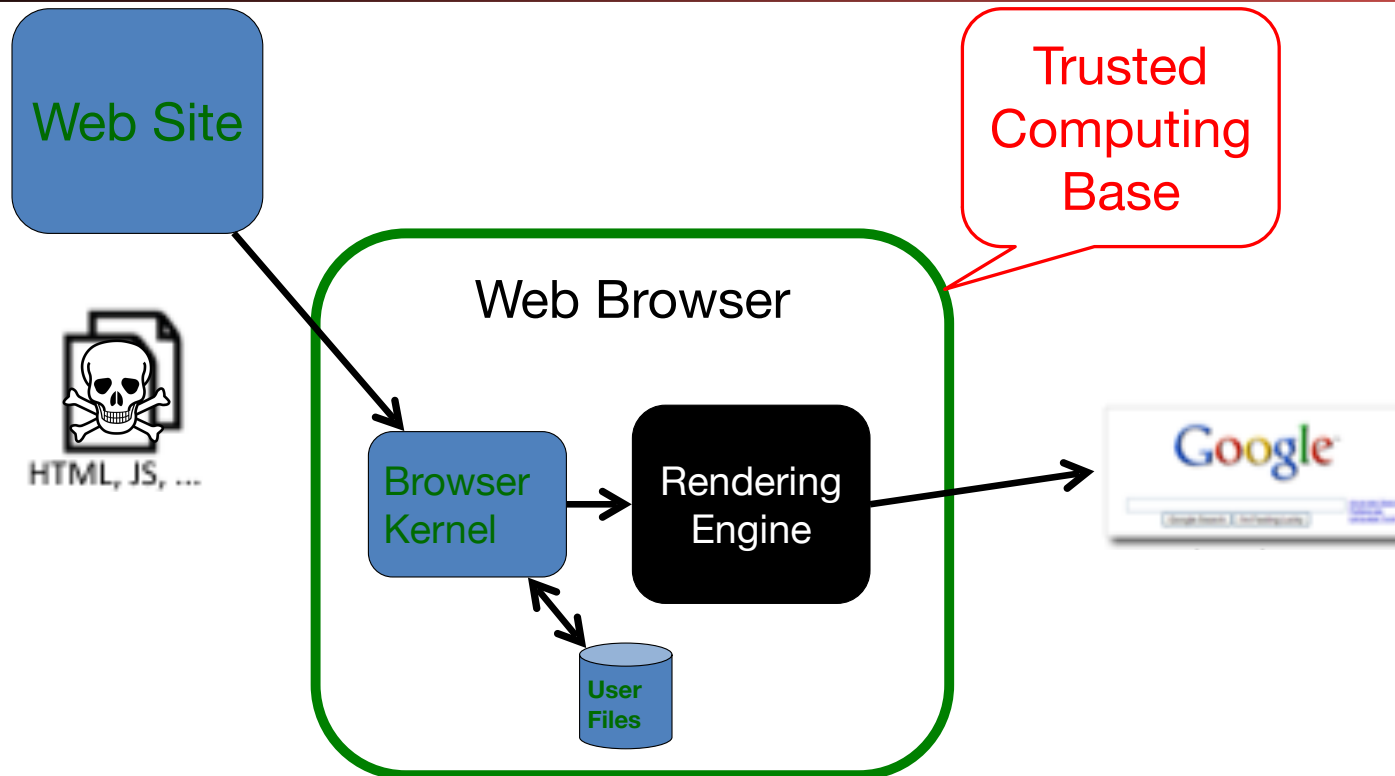 Web Site
Trusted
Computing
Base
Web Browser
HTML, JS, ...
Browser
Kernel
Rendering
Engine
Google
User
Files